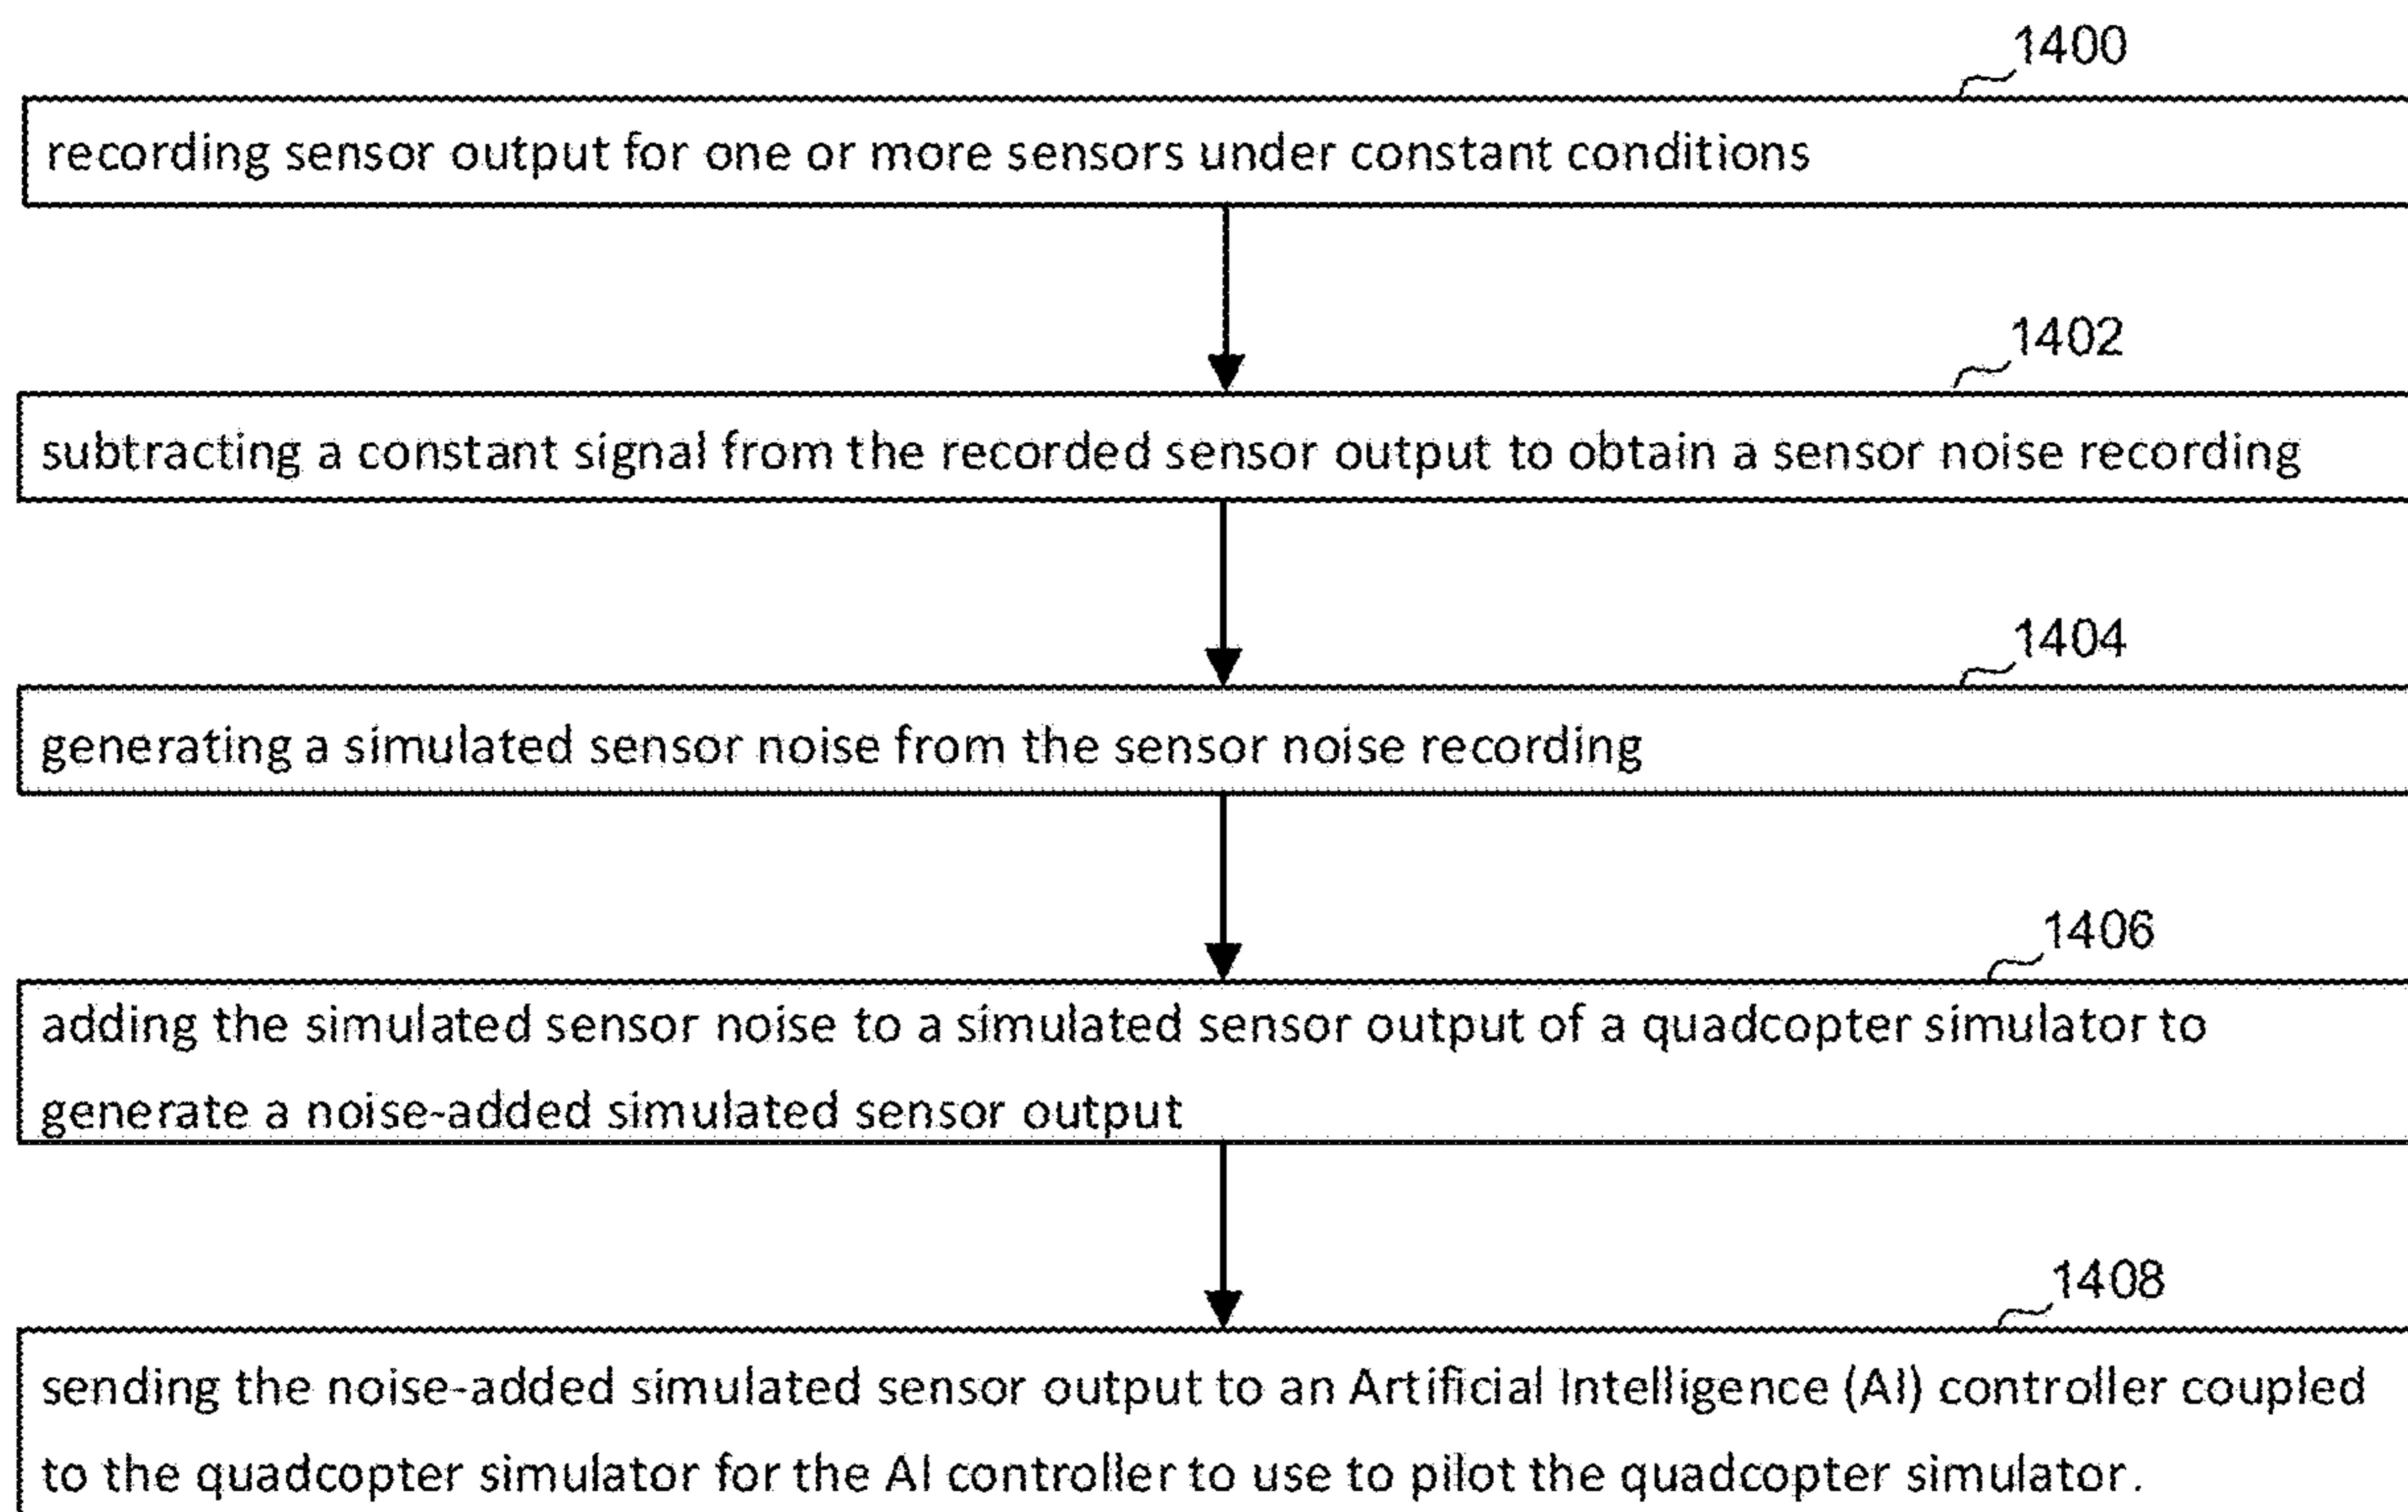 1400
recording sensor output for one or more sensors under constant conditions
1402
subtracting a constant signal from the recorded sensor output to obtain a sensor noise recording
1404
generating a simulated sensor noise from the sensor noise recording
1406
adding the simulated sensor noise to a simulated sensor output of a quadcopter simulator to
generate a noise-added simulated sensor output
1408
sending the noise-added simulated sensor output to an Artificial Intelligence (AI) controller coupled
to the quadcopter simulator for the AI controller to use to pilot the quadcopter simulator.